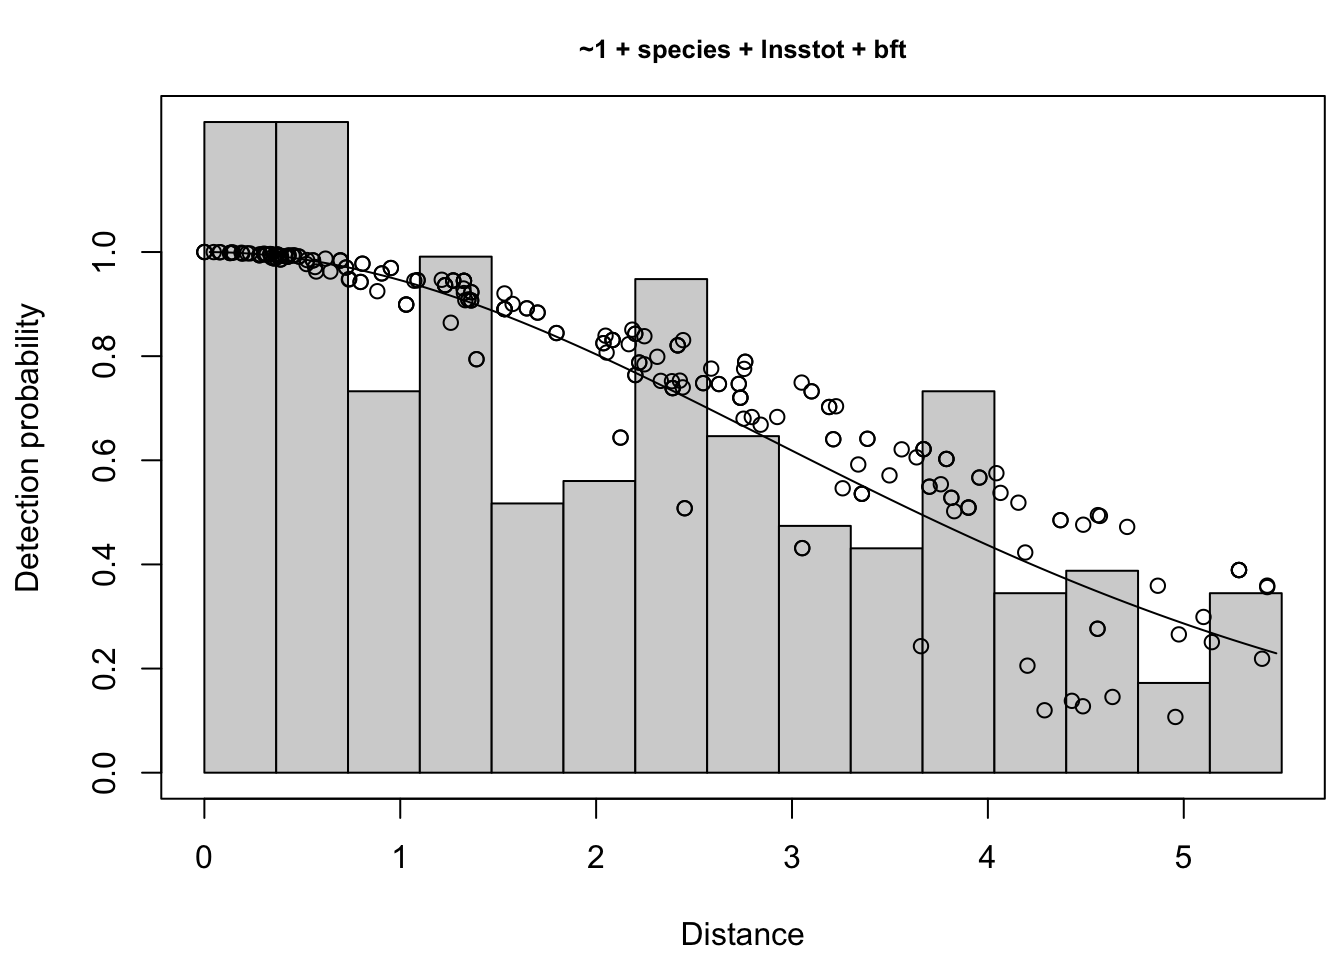 ~1 + species + lnsstot + bft
Detection probability
1.0
0.8
0.6
0.4
0.2
0.0
0 1 2 3 4 5
Distance